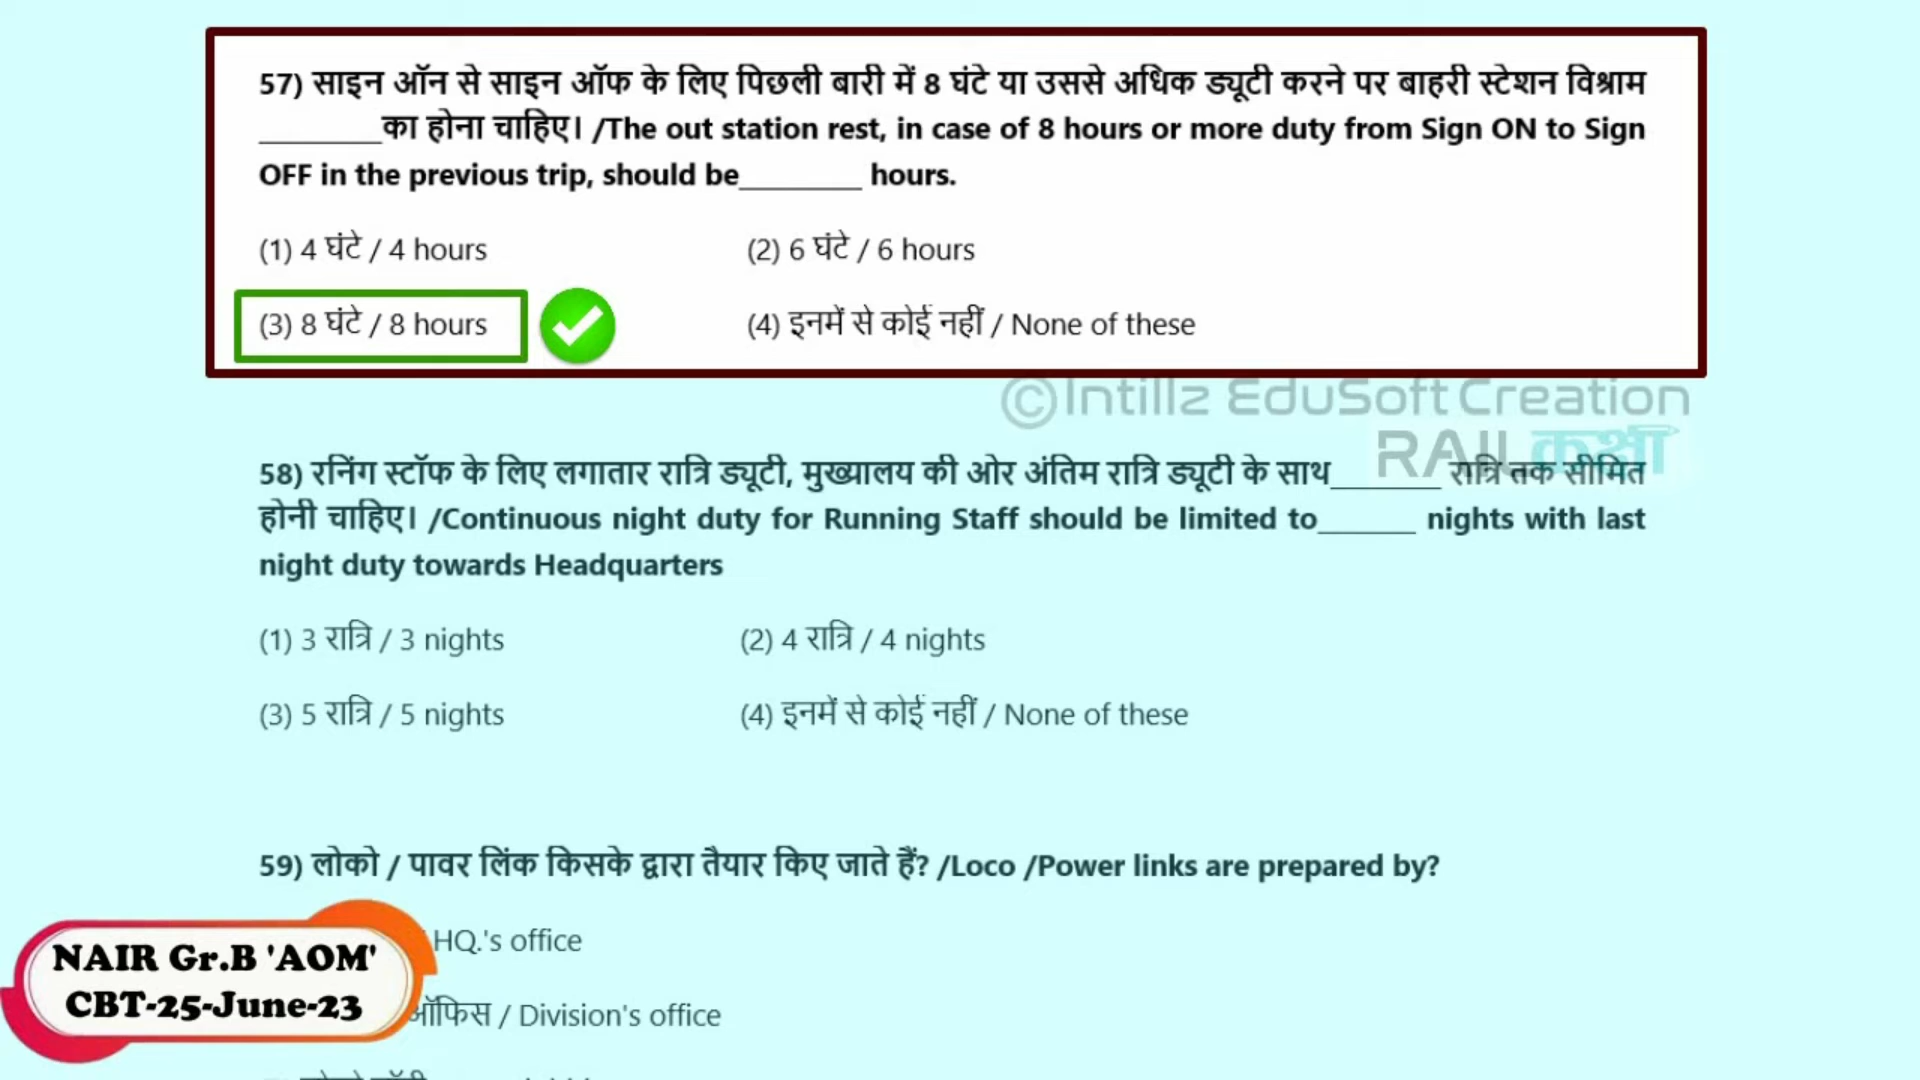 57) साइन ऑन से साइन ऑफ के लिए पिछली बारी में 8 घंटे या उससे अधिक ड्यूटी करने पर बाहरी स्टेशन विश्राम
________का होना चाहिए। /The out station rest, in case of 8 hours or more duty from Sign ON to Sign
OFF in the previous trip, should be________ hours.
(1) 4 घंटे / 4 hours (2) 6 घंटे / 6 hours
(3) 8 घंटे / 8 hours (4) इनमें से कोई नहीं / None of these
©Intillz EduSoft Creation
RAILकक्षा
58) रनिंग स्टॉफ के लिए लगातार रात्रि ड्यूटी, मुख्यालय की ओर अंतिम रात्रि ड्यूटी के साथ_______ रात्रि तक सीमित
होनी चाहिए। /Continuous night duty for Running Staff should be limited to______ nights with last
night duty towards Headquarters
(1) 3 रात्रि / 3 nights (2) 4 रात्रि / 4 nights
(3) 5 रात्रि / 5 nights (4) इनमें से कोई नहीं / None of these
59) लोको / पावर लिंक किसके द्वारा तैयार किए जाते हैं? /Loco /Power links are prepared by?
HQ.'s office
ऑफिस / Division's office
NAIR Gr.B 'AOM'
CBT-25-June-23